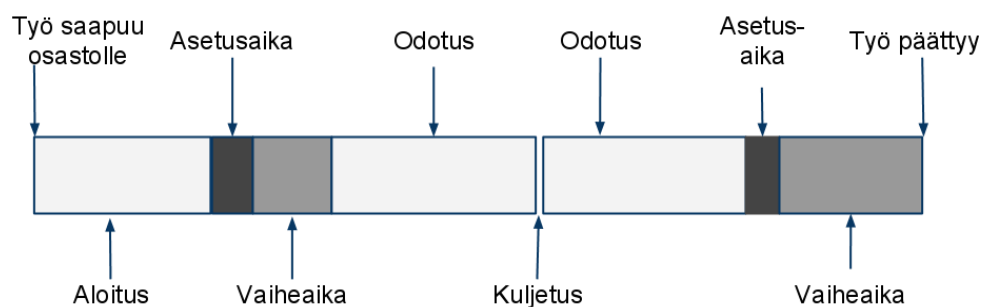 Työ saapuu
osastolle
Asetusaika
Odotus
Odotus
Asetus-
aika
Työ päättyy
Aloitus
Vaiheaika
Kuljetus
Vaiheaika